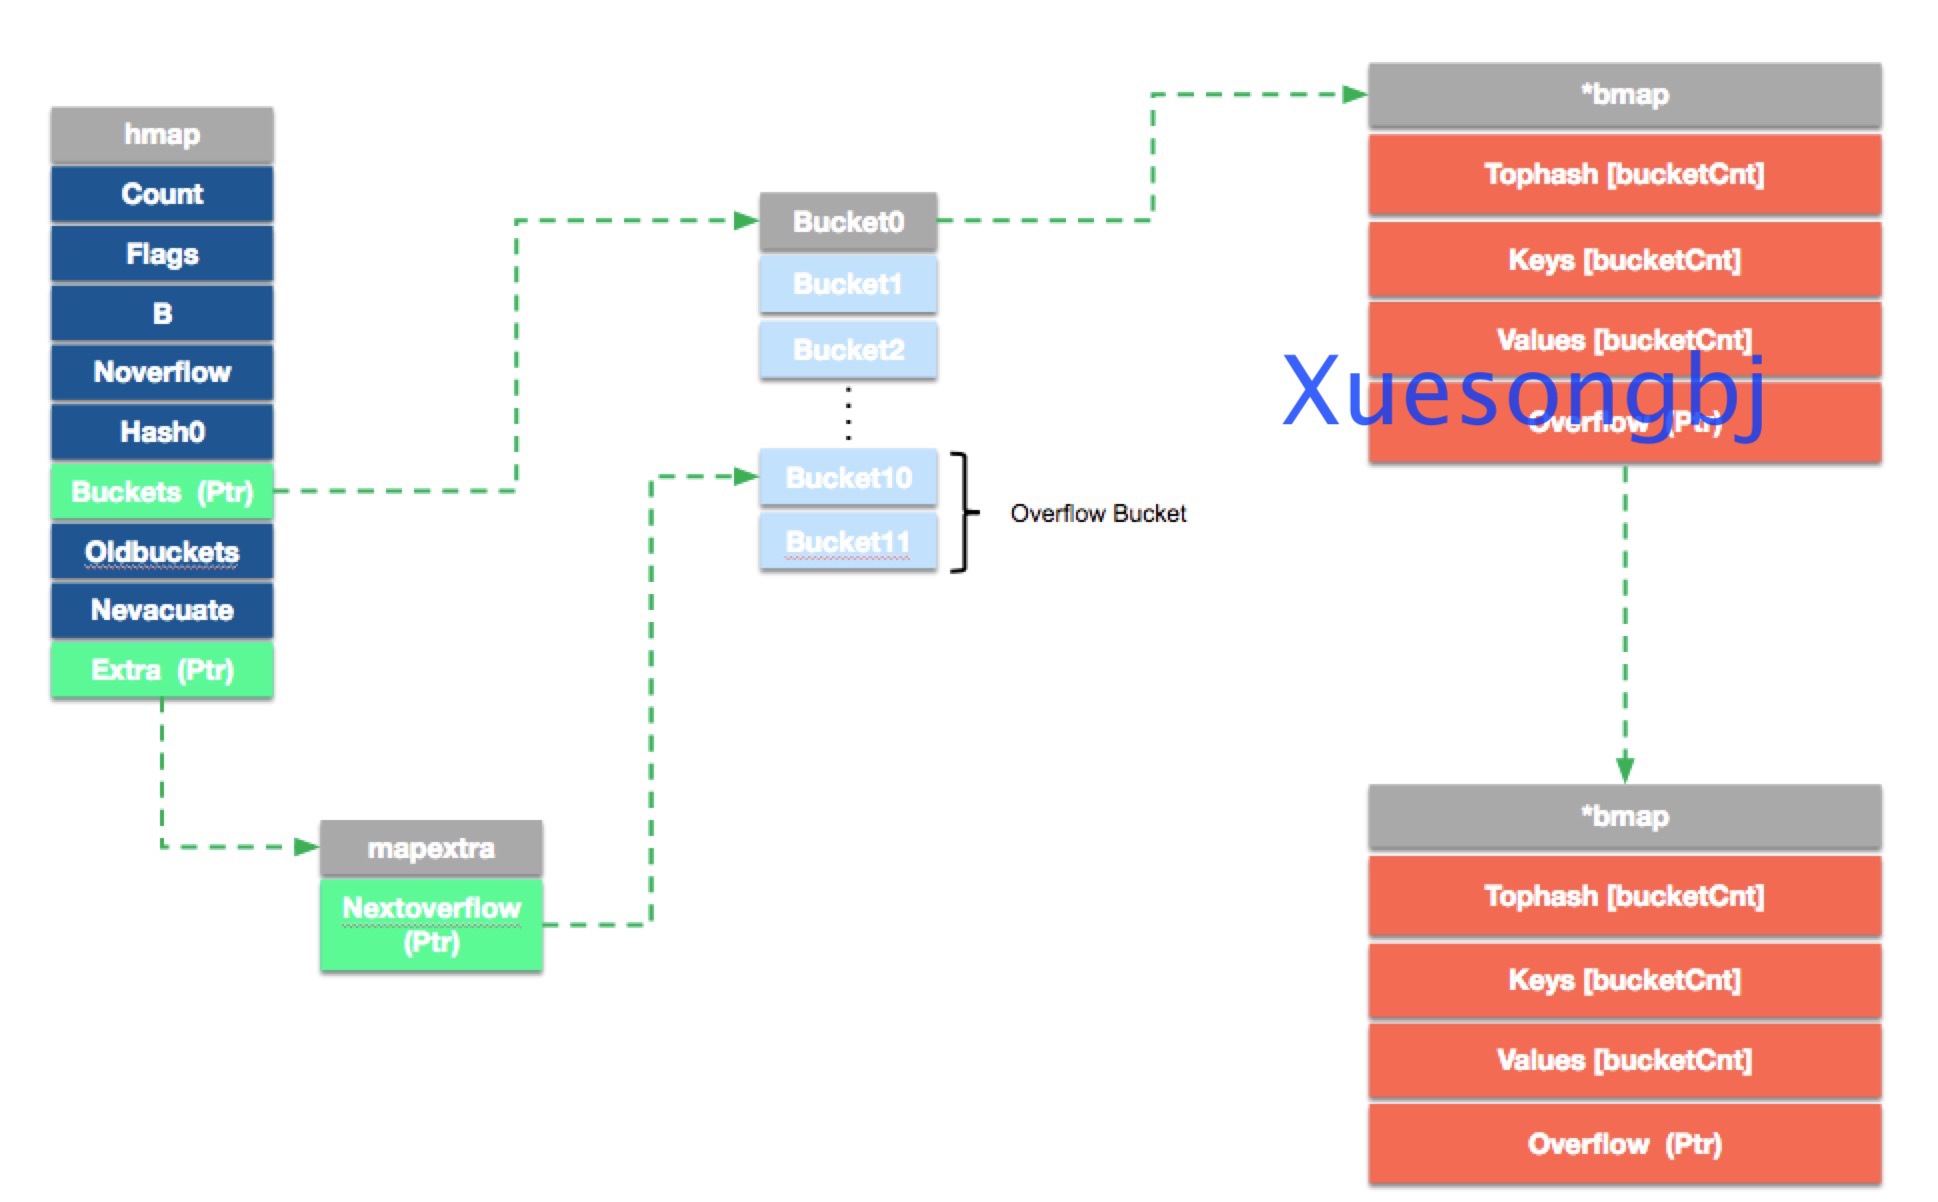 hmap
Count
Flags
B
Noverflow
Hash0
Buckets (Ptr)
Oldbuckets
Nevacuate
Extra (Ptr)
mapextra
Nextoverflow
(Ptr)
Bucket0
Bucket1
Bucket2
Bucket10
Bucket11
Overflow Bucket
*bmap
Tophash [bucketCnt]
Keys [bucketCnt]
Values [bucketCnt]
Xuesongbj
Overflow (Ptr)
*bmap
Tophash [bucketCnt]
Keys [bucketCnt]
Values [bucketCnt]
Overflow (Ptr)